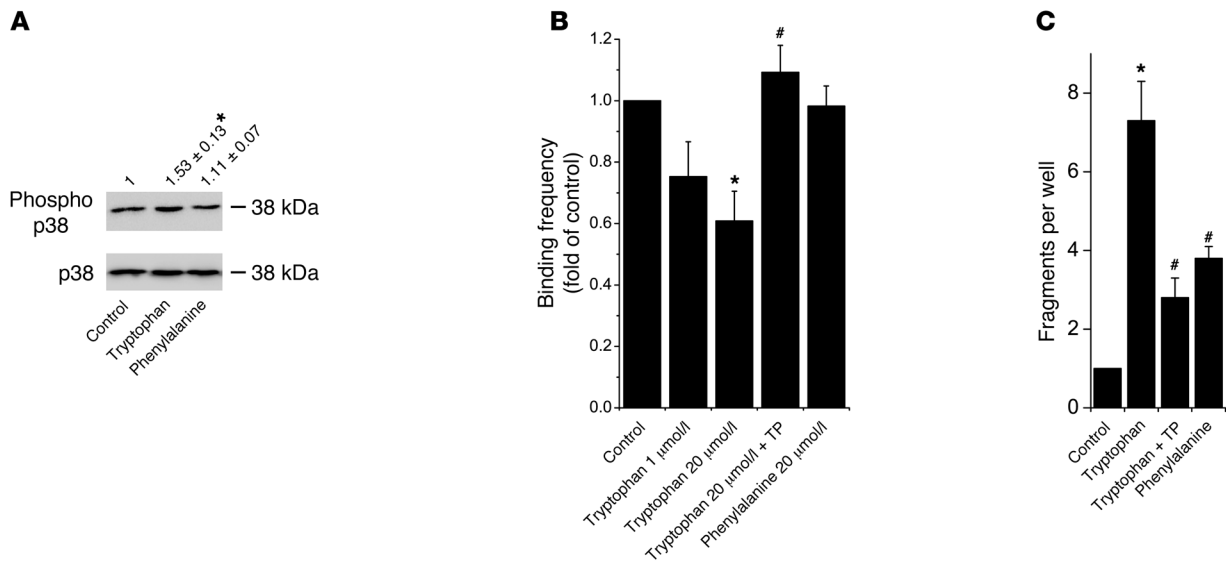 A
1
1.53 ± 0.13*
1.11 ± 0.07
Phospho
p38
38 kDa
p38
38 kDa
Control
Tryptophan
Phenylalanine
B
Binding frequency
(fold of control)
1.2
1.0
0.8
0.6
0.4
0.2
0.0
*
#
Control
Tryptophan 1 μmol/l
Tryptophan 20 μmol/l
Tryptophan 20 μmol/l + TP
Phenylalanine 20 μmol/l
C
Fragments per well
8
6
4
2
0
*
#
#
Control
Tryptophan
Tryptophan + TP
Phenylalanine